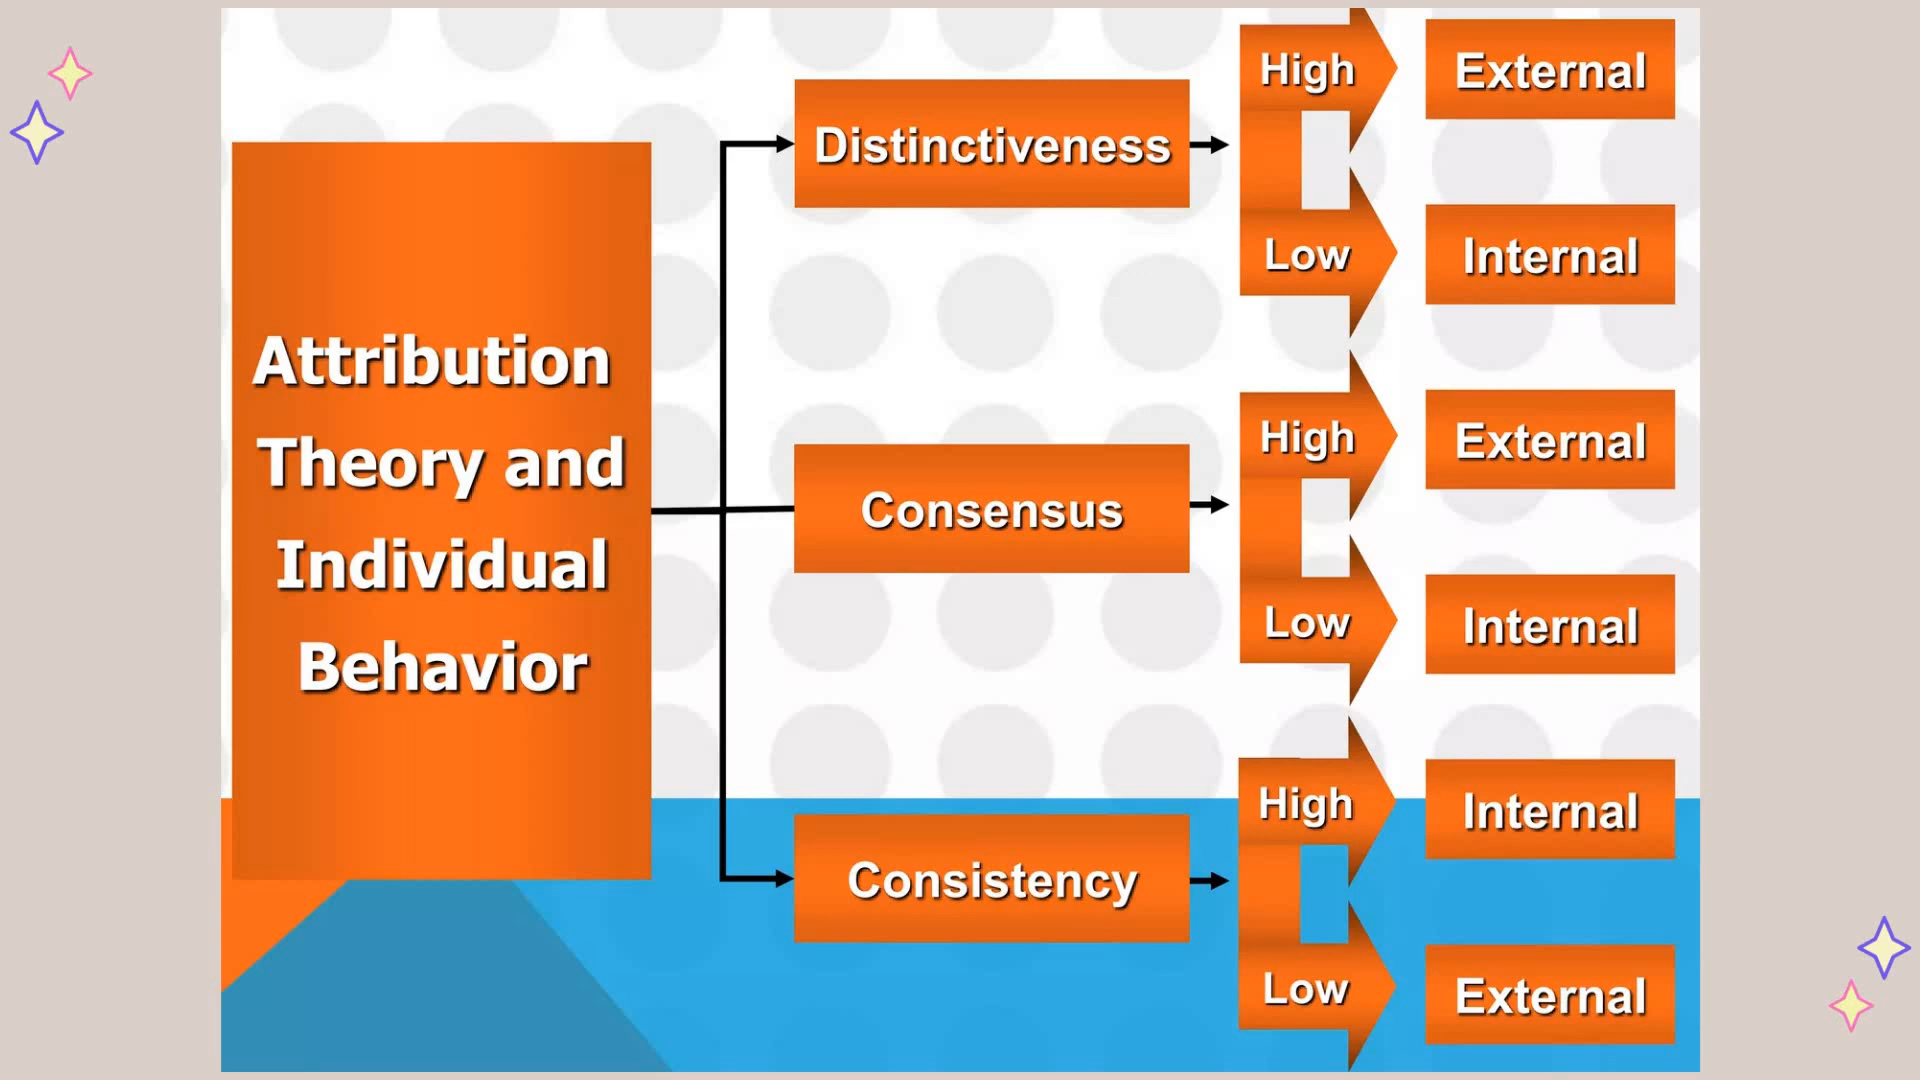 Attribution
Theory and
Individual
Behavior
Distinctiveness
High
External
Low
Internal
Consensus
High
External
Low
Internal
Consistency
High
Internal
Low
External